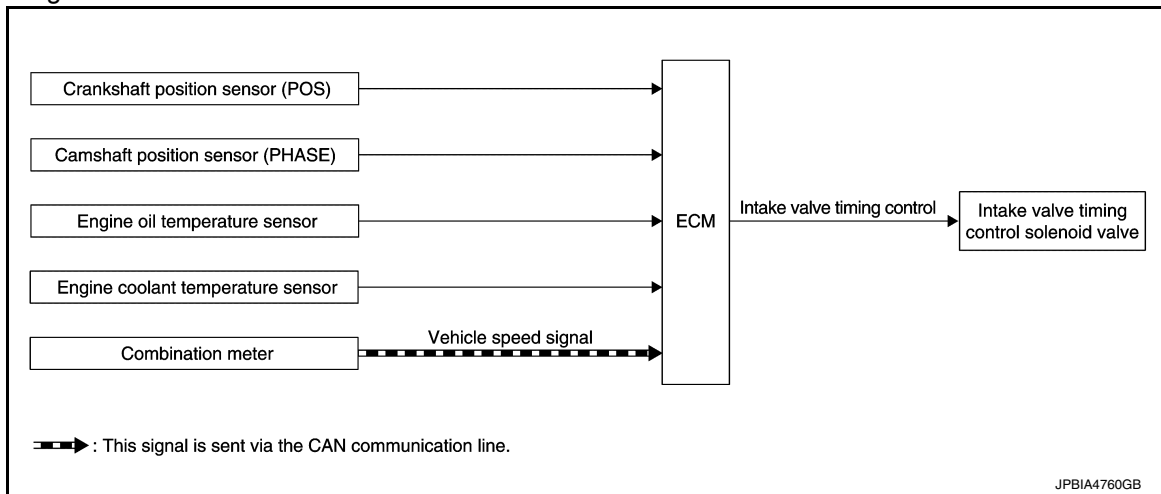 Crankshaft position sensor (POS)
Camshaft position sensor (PHASE)
Engine oil temperature sensor
Engine coolant temperature sensor
Combination meter
Vehicle speed signal
ECM
Intake valve timing control
Intake valve timing
control solenoid valve
: This signal is sent via the CAN communication line.
JPBIA4760GB